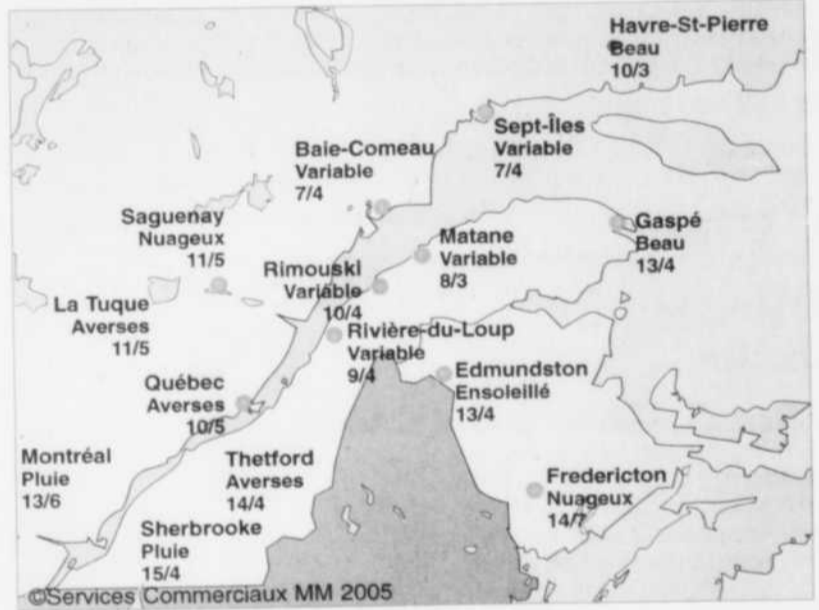 Havre-St-Pierre
Beau
10/3
Sept-Îles
Variable
7/4
Baie-Comeau
Variable
7/4
Saguenay
Nuageux
11/5
Gaspé
Beau
13/4
Matane
Variable
8/3
Rimouski
Variable
10/4
La Tuque
Averses
11/5
Rivière-du-Loup
Variable
9/4
Edmundston
Ensoleillé
13/4
Québec
Averses
10/5
Montréal
Pluie
13/6
Thetford
Averses
14/4
Fredericton
Nuageux
14/7
Sherbrooke
Pluie
15/4
©Services Commerciaux MM 2005